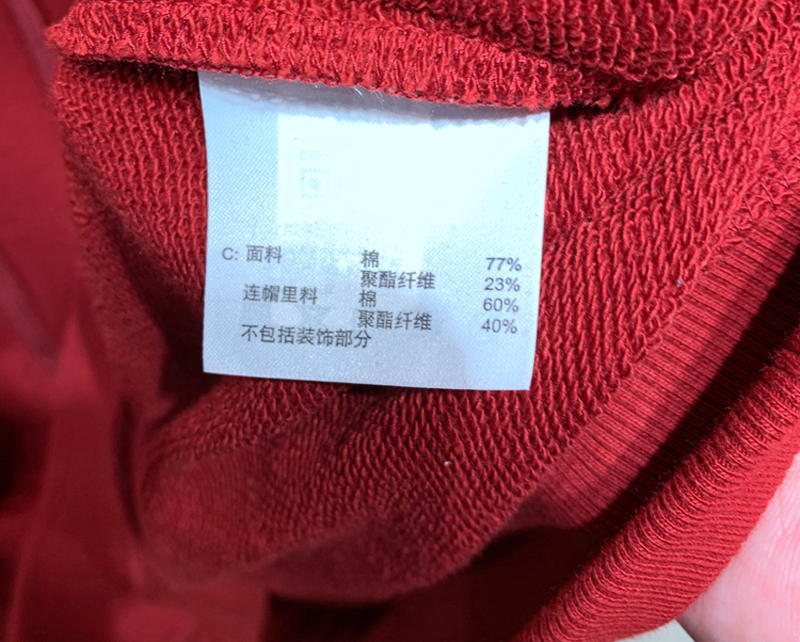 C: 面料 棉 77%
聚酯纤维 23%
连帽里料 棉 60%
聚酯纤维 40%
不包括装饰部分